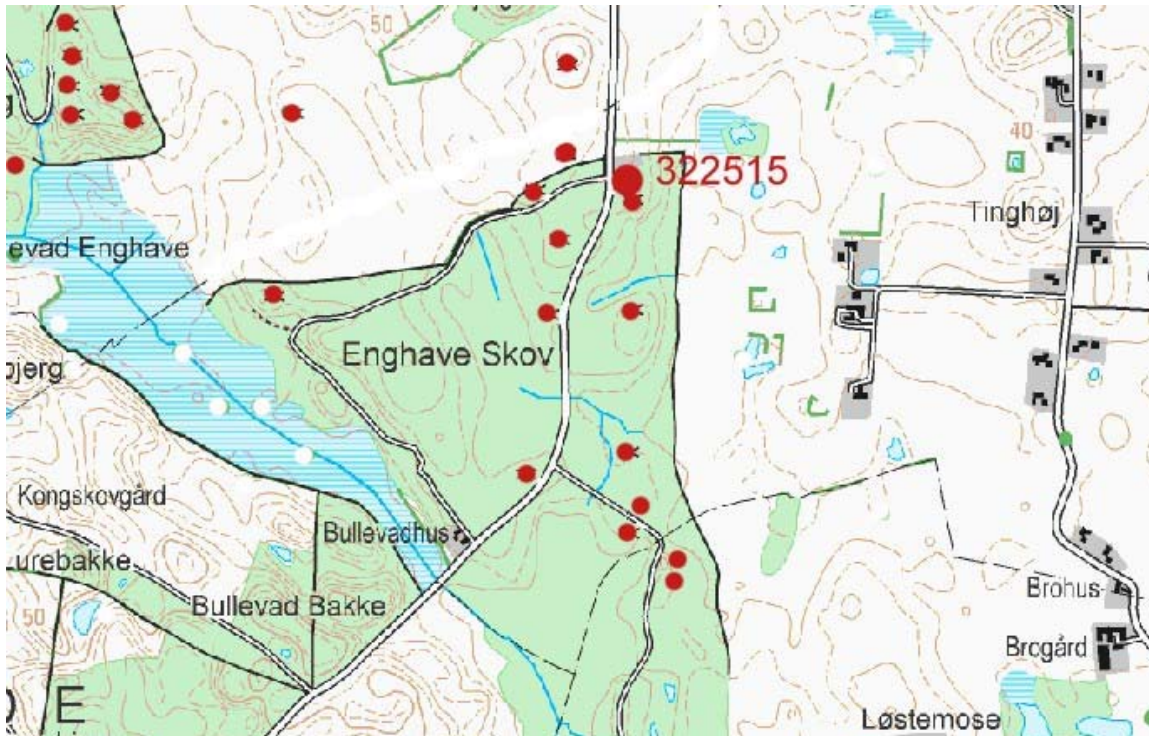 50
322515
40
Tinghøj
evad Enghave
Enghave Skov
bjerg
Kongskovgård
Bullevadhus
urebakke
Bullevad Bakke
50
Brohus
Brogård
E
Løstemose